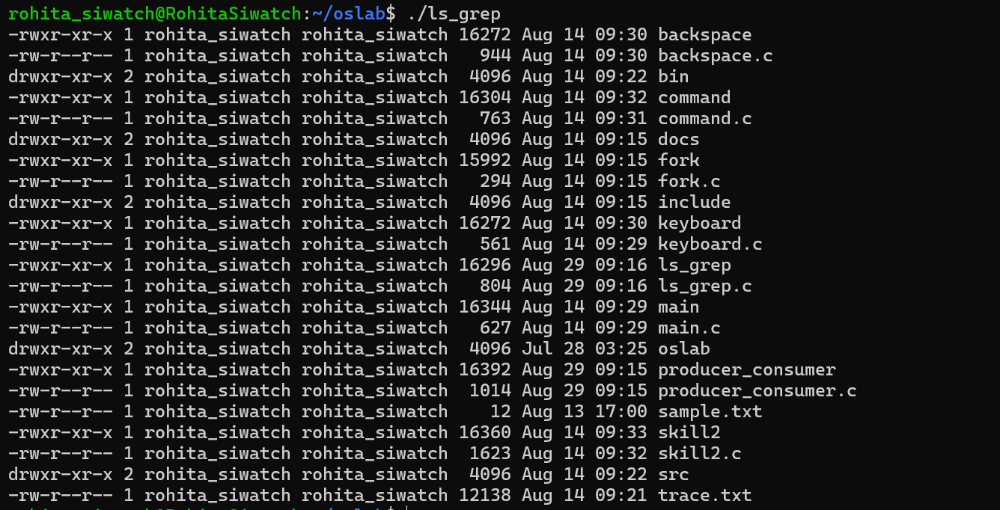 rohita_siwatch@RohitaSiwatch:~/oslab$ ./ls_grep
-rwxr-xr-x 1 rohita_siwatch rohita_siwatch 16272 Aug 14 09:30 backspace
-rw-r--r-- 1 rohita_siwatch rohita_siwatch   944 Aug 14 09:30 backspace.c
drwxr-xr-x 2 rohita_siwatch rohita_siwatch  4096 Aug 14 09:22 bin
-rwxr-xr-x 1 rohita_siwatch rohita_siwatch 16304 Aug 14 09:32 command
-rw-r--r-- 1 rohita_siwatch rohita_siwatch   763 Aug 14 09:31 command.c
drwxr-xr-x 2 rohita_siwatch rohita_siwatch  4096 Aug 14 09:15 docs
-rwxr-xr-x 1 rohita_siwatch rohita_siwatch 15992 Aug 14 09:15 fork
-rw-r--r-- 1 rohita_siwatch rohita_siwatch   294 Aug 14 09:15 fork.c
drwxr-xr-x 2 rohita_siwatch rohita_siwatch  4096 Aug 14 09:15 include
-rwxr-xr-x 1 rohita_siwatch rohita_siwatch 16272 Aug 14 09:30 keyboard
-rw-r--r-- 1 rohita_siwatch rohita_siwatch   561 Aug 14 09:29 keyboard.c
-rwxr-xr-x 1 rohita_siwatch rohita_siwatch 16296 Aug 29 09:16 ls_grep
-rw-r--r-- 1 rohita_siwatch rohita_siwatch   804 Aug 29 09:16 ls_grep.c
-rwxr-xr-x 1 rohita_siwatch rohita_siwatch 16344 Aug 14 09:29 main
-rw-r--r-- 1 rohita_siwatch rohita_siwatch   627 Aug 14 09:29 main.c
drwxr-xr-x 2 rohita_siwatch rohita_siwatch  4096 Jul 28 03:25 oslab
-rwxr-xr-x 1 rohita_siwatch rohita_siwatch 16392 Aug 29 09:15 producer_consumer
-rw-r--r-- 1 rohita_siwatch rohita_siwatch  1014 Aug 29 09:15 producer_consumer.c
-rw-r--r-- 1 rohita_siwatch rohita_siwatch    12 Aug 13 17:00 sample.txt
-rwxr-xr-x 1 rohita_siwatch rohita_siwatch 16360 Aug 14 09:33 skill2
-rw-r--r-- 1 rohita_siwatch rohita_siwatch  1623 Aug 14 09:32 skill2.c
drwxr-xr-x 2 rohita_siwatch rohita_siwatch  4096 Aug 14 09:22 src
-rw-r--r-- 1 rohita_siwatch rohita_siwatch 12138 Aug 14 09:21 trace.txt